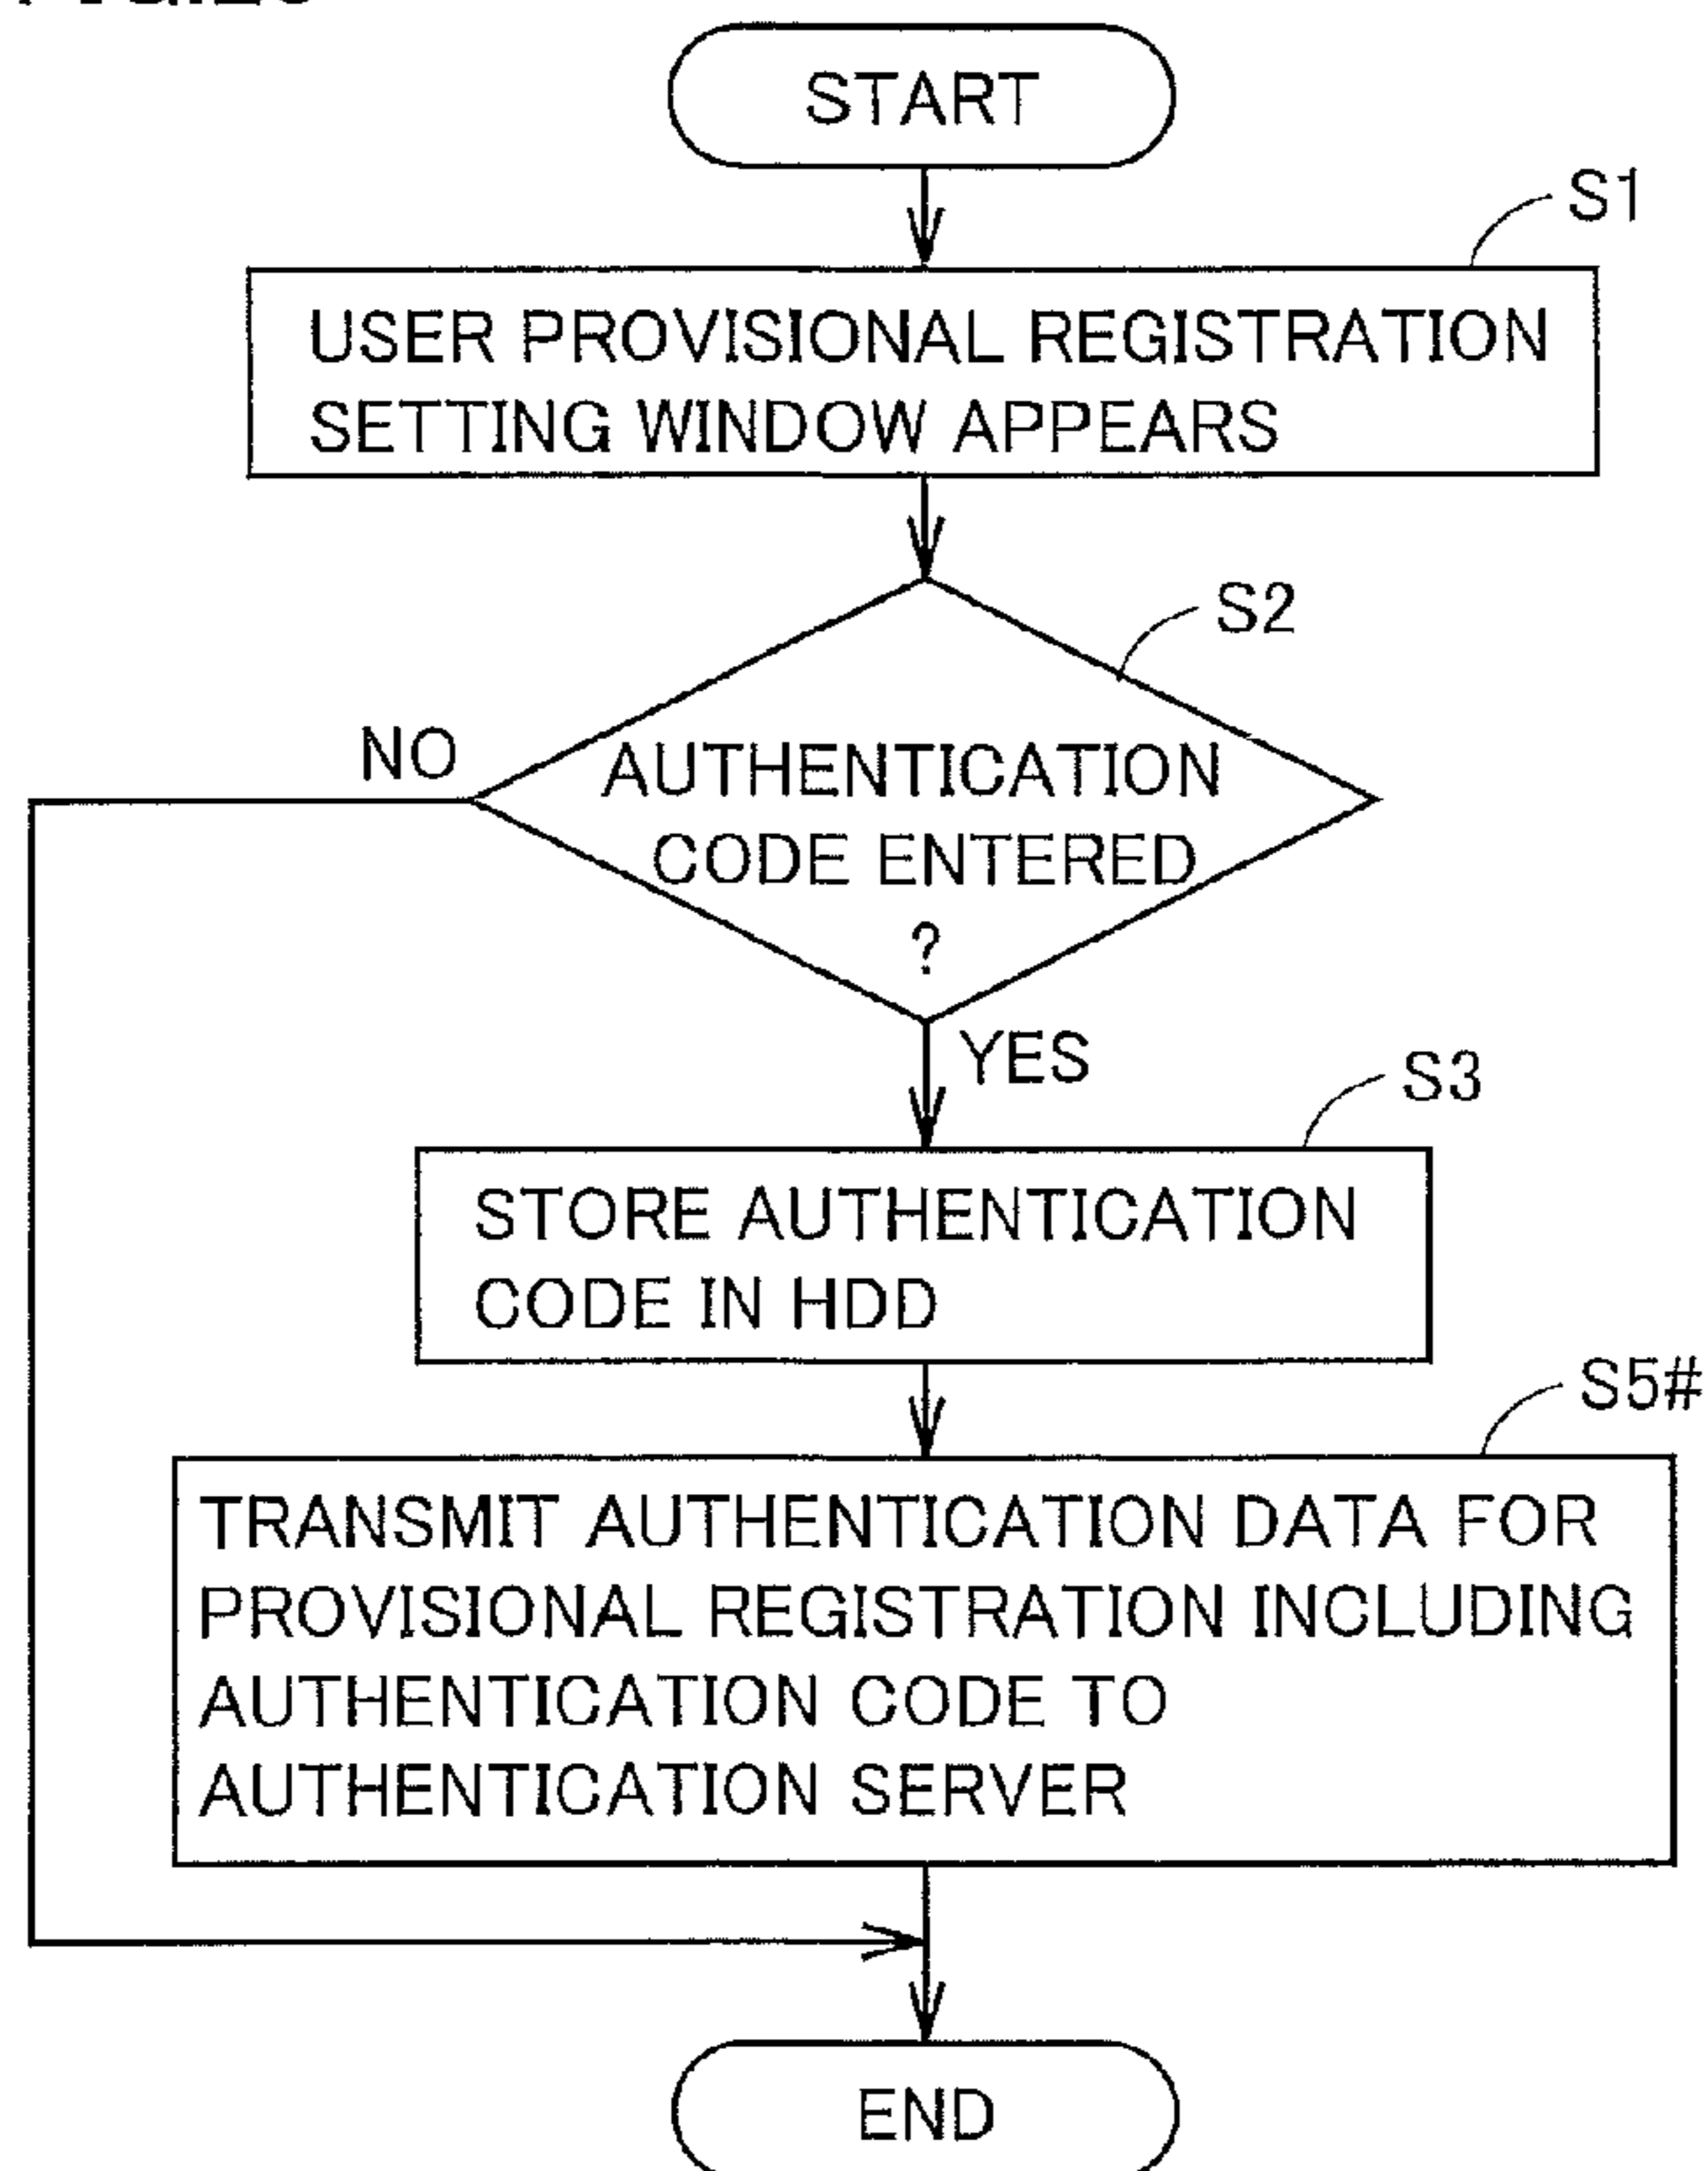 START
S1
USER PROVISIONAL REGISTRATION
SETTING WINDOW APPEARS
S2
NO
AUTHENTICATION
CODE ENTERED
?
YES
S3
STORE AUTHENTICATION
CODE IN HDD
S5#
TRANSMIT AUTHENTICATION DATA FOR
PROVISIONAL REGISTRATION INCLUDING
AUTHENTICATION CODE TO
AUTHENTICATION SERVER
END